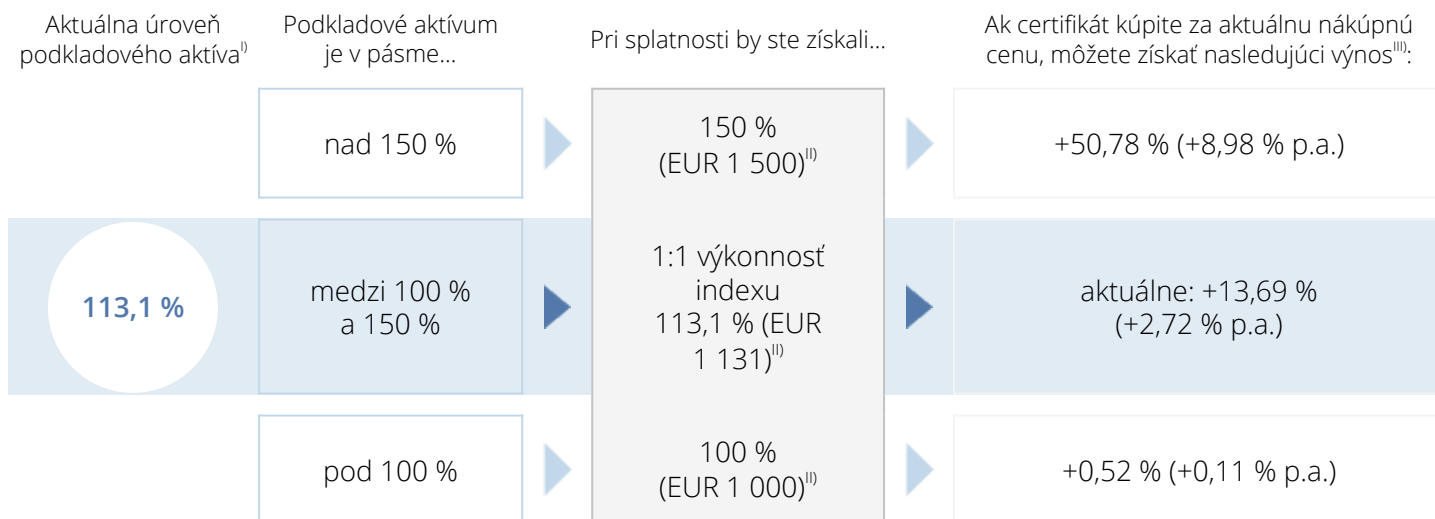 Aktuálna úroveň
podkladového aktíva^I)
Podkladové aktívum
je v pásme...
Pri splatnosti by ste získali...
Ak certifikát kúpite za aktuálnu nákúpnú
cenu, môžete získať nasledujúci výnos^III):
nad 150 %
150 %
(EUR 1 500)^II)
+50,78 % (+8,98 % p.a.)
113,1 %
medzi 100 %
a 150 %
1:1 výkonnosť
indexu
113,1 % (EUR
1 131)^II)
aktuálne: +13,69 %
(+2,72 % p.a.)
pod 100 %
100 %
(EUR 1 000)^II)
+0,52 % (+0,11 % p.a.)